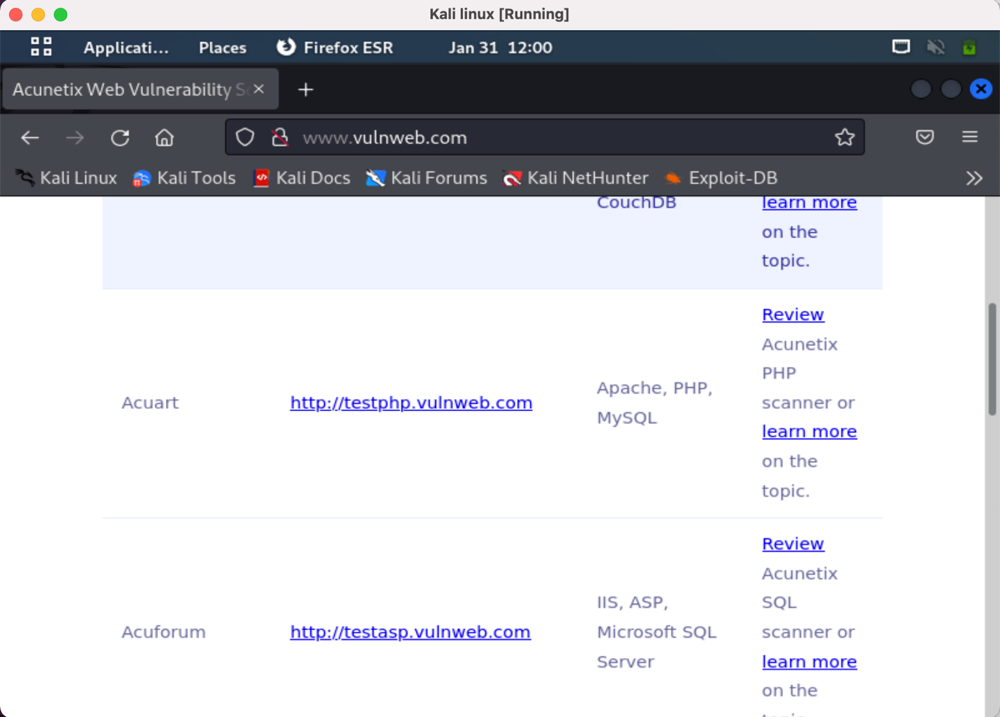 Kali linux [Running]
Applicati... Places Firefox ESR Jan 31 12:00
Acunetix Web Vulnerability
www.vulnweb.com
Kali Linux Kali Tools Kali Docs Kali Forums Kali NetHunter Exploit-DB
CouchDB
learn more
on the
topic.
Acuart
http://testphp.vulnweb.com
Apache, PHP,
MySQL
Review
Acunetix
PHP
scanner or
learn more
on the
topic.
Acuforum
http://testasp.vulnweb.com
IIS, ASP,
Microsoft SQL
Server
Review
Acunetix
SQL
scanner or
learn more
on the